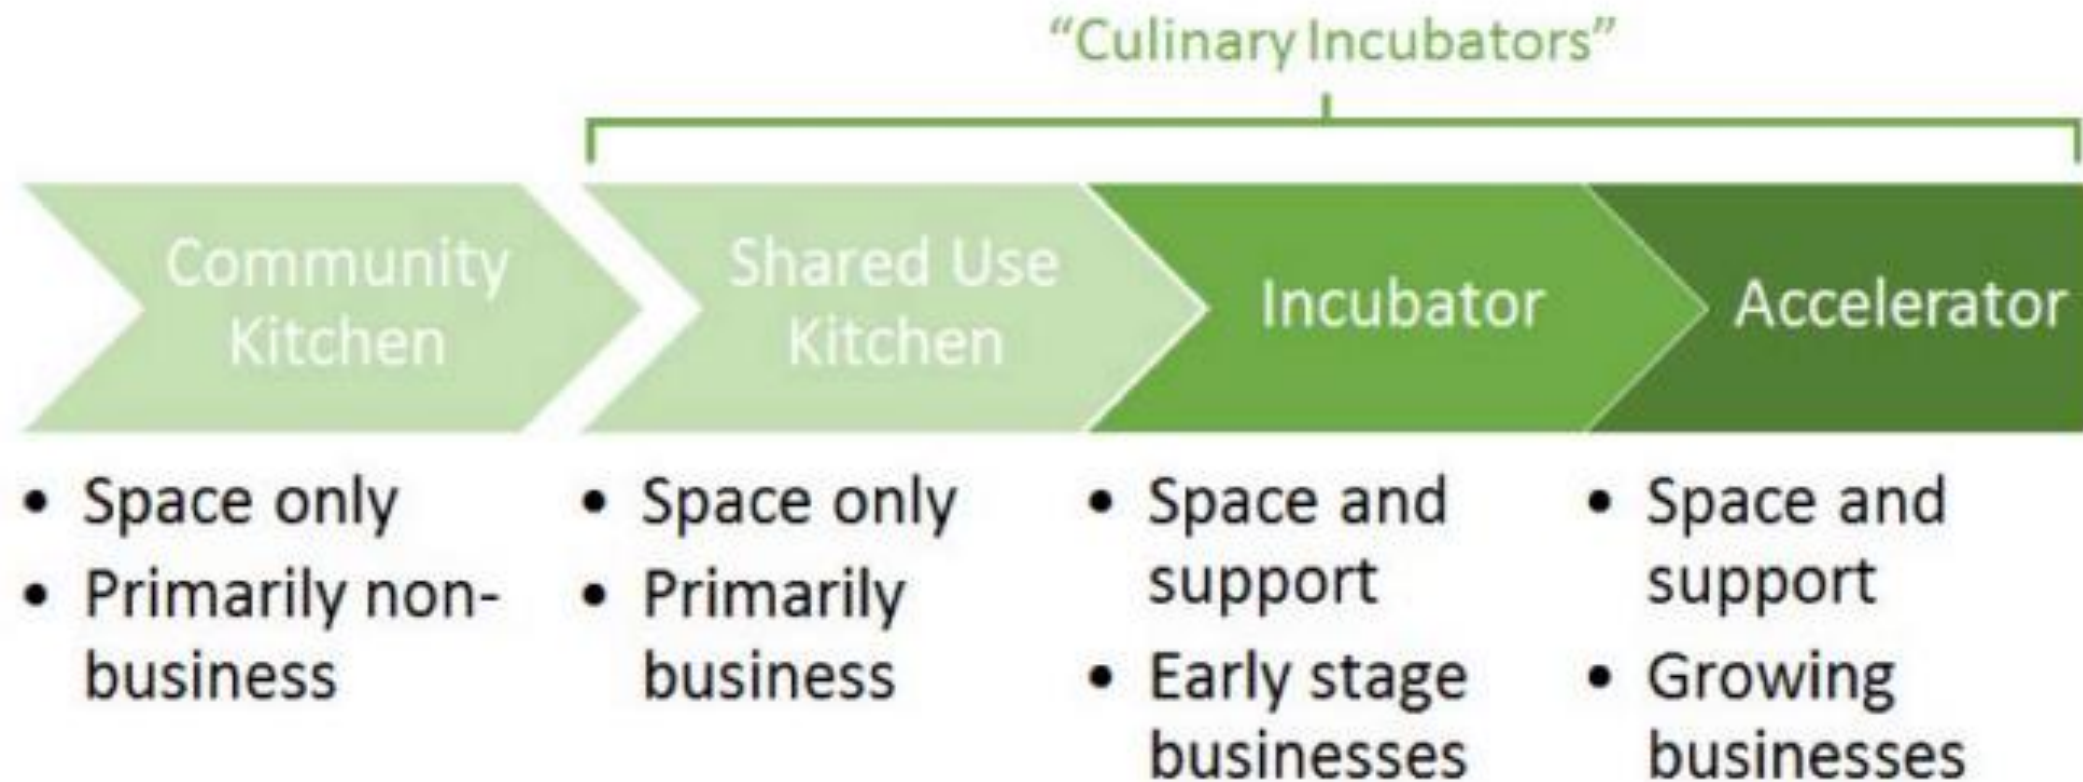 “Culinary Incubators”
Community
Kitchen
Shared Use
Kitchen
Incubator
Accelerator
• Space only
• Primarily non-
business
• Space only
• Primarily
business
• Space and
support
• Early stage
businesses
• Space and
support
• Growing
businesses